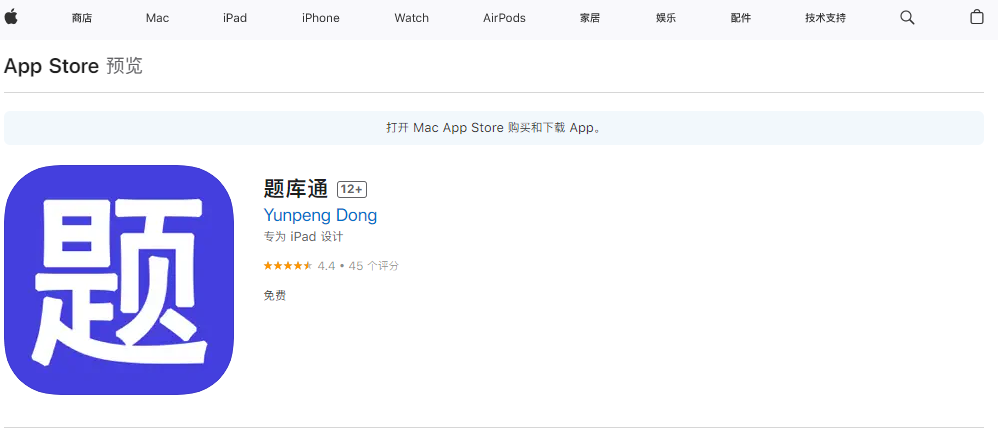 商店 Mac iPad iPhone Watch AirPods 家居 娱乐 配件 技术支持
App Store 预览
打开 Mac App Store 购买和下载 App。
题
题库通 12+
Yunpeng Dong
专为 iPad 设计
★★★★★ 4.4 • 45 个评分
免费